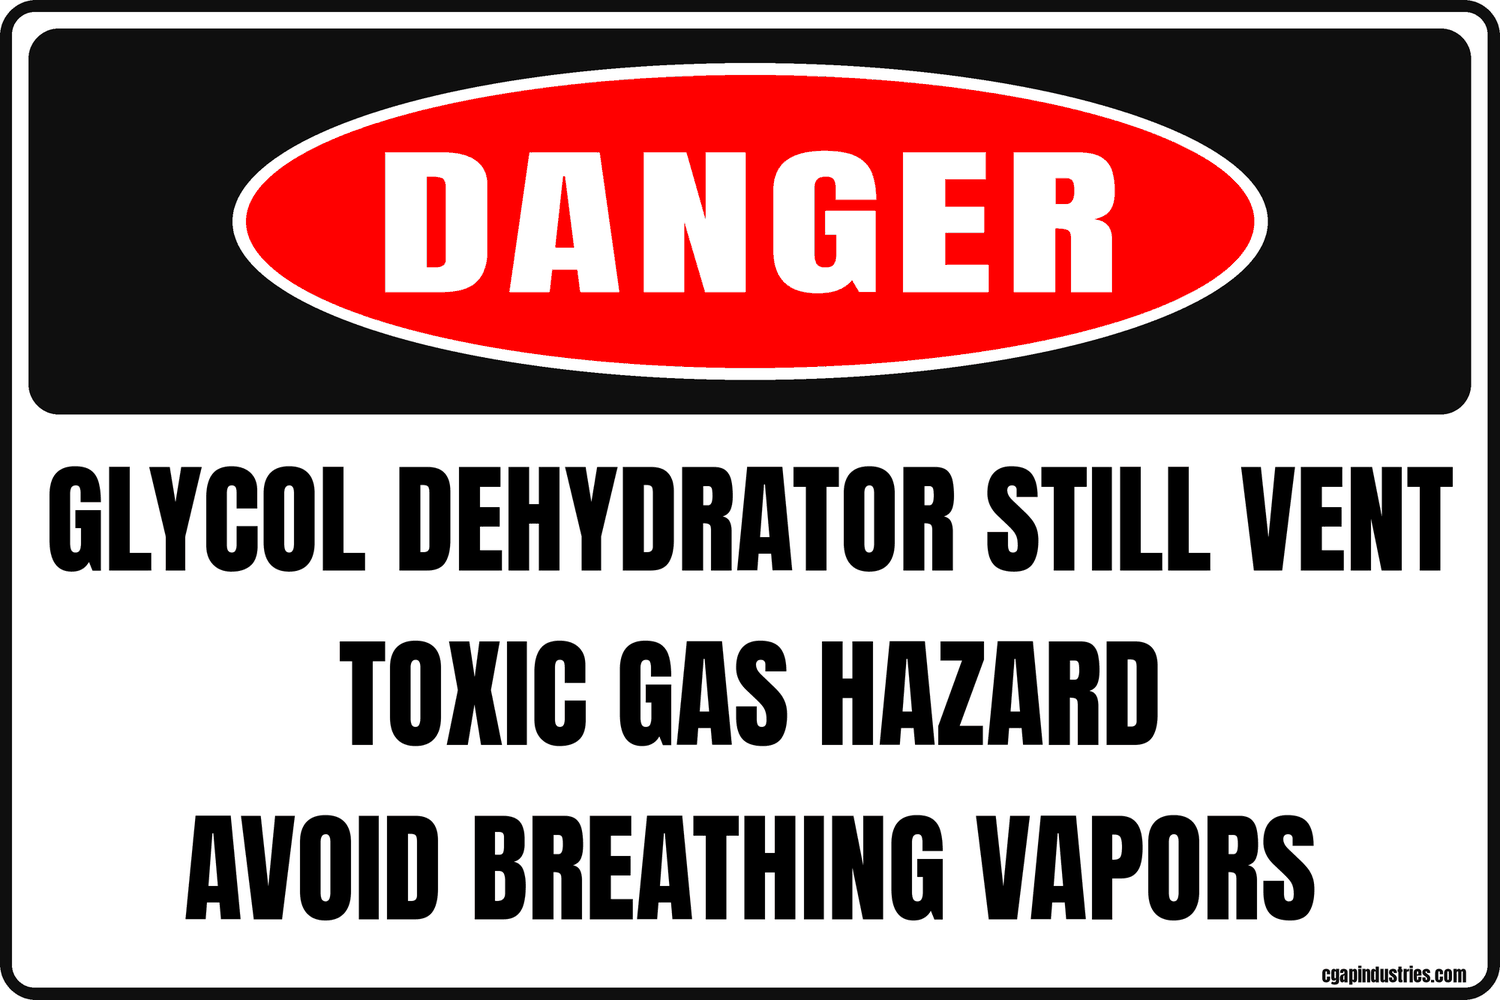 DANGER
GLYCOL DEHYDRATOR STILL VENT
TOXIC GAS HAZARD
AVOID BREATHING VAPORS
cgapindustries.com